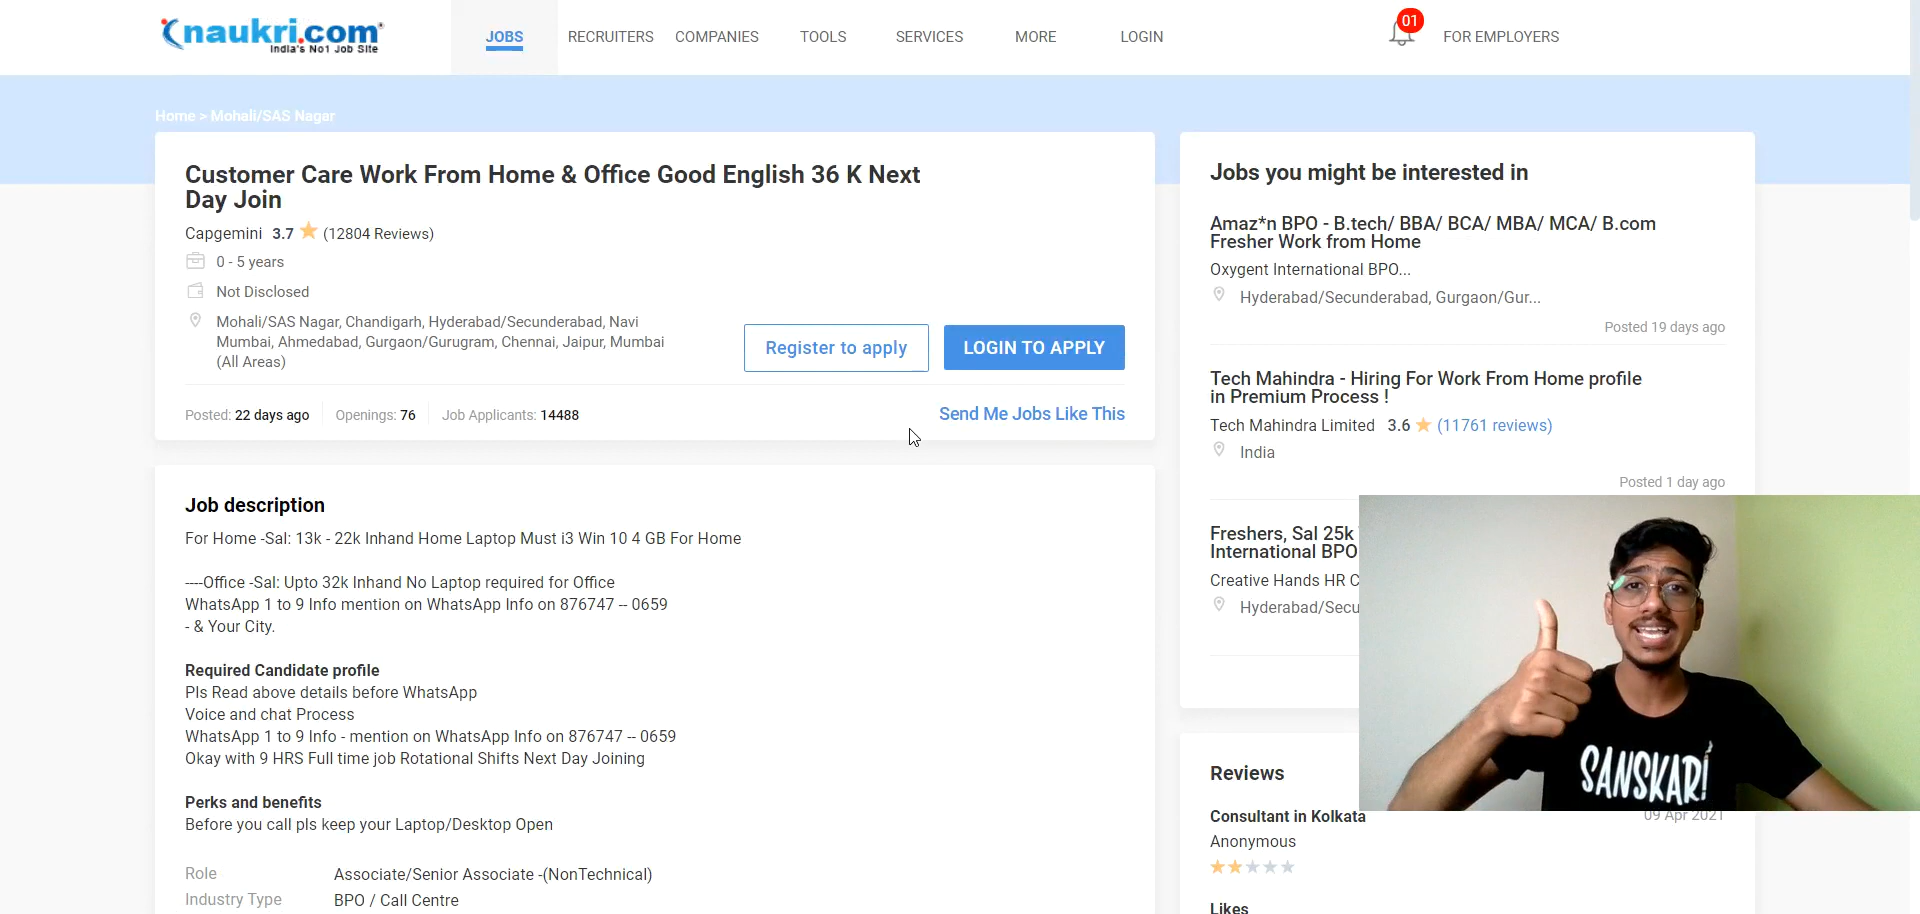 naukri.com
India's No1 Job Site
JOBS
RECRUITERS
COMPANIES
TOOLS
SERVICES
MORE
LOGIN
01
FOR EMPLOYERS
Home > Mohali/SAS Nagar
Customer Care Work From Home & Office Good English 36 K Next
Day Join
Capgemini 3.7 (12804 Reviews)
0 - 5 years
Not Disclosed
Mohali/SAS Nagar, Chandigarh, Hyderabad/Secunderabad, Navi
Mumbai, Ahmedabad, Gurgaon/Gurugram, Chennai, Jaipur, Mumbai
(All Areas)
Register to apply
LOGIN TO APPLY
Posted: 22 days ago
Openings: 76
Job Applicants: 14488
Send Me Jobs Like This
Job description
For Home -Sal: 13k - 22k Inhand Home Laptop Must i3 Win 10 4 GB For Home
----Office -Sal: Upto 32k Inhand No Laptop required for Office
WhatsApp 1 to 9 Info mention on WhatsApp Info on 876747 -- 0659
- & Your City.
Required Candidate profile
Pls Read above details before WhatsApp
Voice and chat Process
WhatsApp 1 to 9 Info - mention on WhatsApp Info on 876747 -- 0659
Okay with 9 HRS Full time job Rotational Shifts Next Day Joining
Perks and benefits
Before you call pls keep your Laptop/Desktop Open
Role Associate/Senior Associate -(NonTechnical)
Industry Type BPO / Call Centre
Jobs you might be interested in
Amaz*n BPO - B.tech/ BBA/ BCA/ MBA/ MCA/ B.com
Fresher Work from Home
Oxygent International BPO...
Hyderabad/Secunderabad, Gurgaon/Gur...
Posted 19 days ago
Tech Mahindra - Hiring For Work From Home profile
in Premium Process !
Tech Mahindra Limited 3.6 (11761 reviews)
India
Posted 1 day ago
Freshers, Sal 25k
International BPO
Creative Hands HR C
Hyderabad/Secu
SANSKARI
Reviews
Consultant in Kolkata
09 Apr 2021
Anonymous
Likes